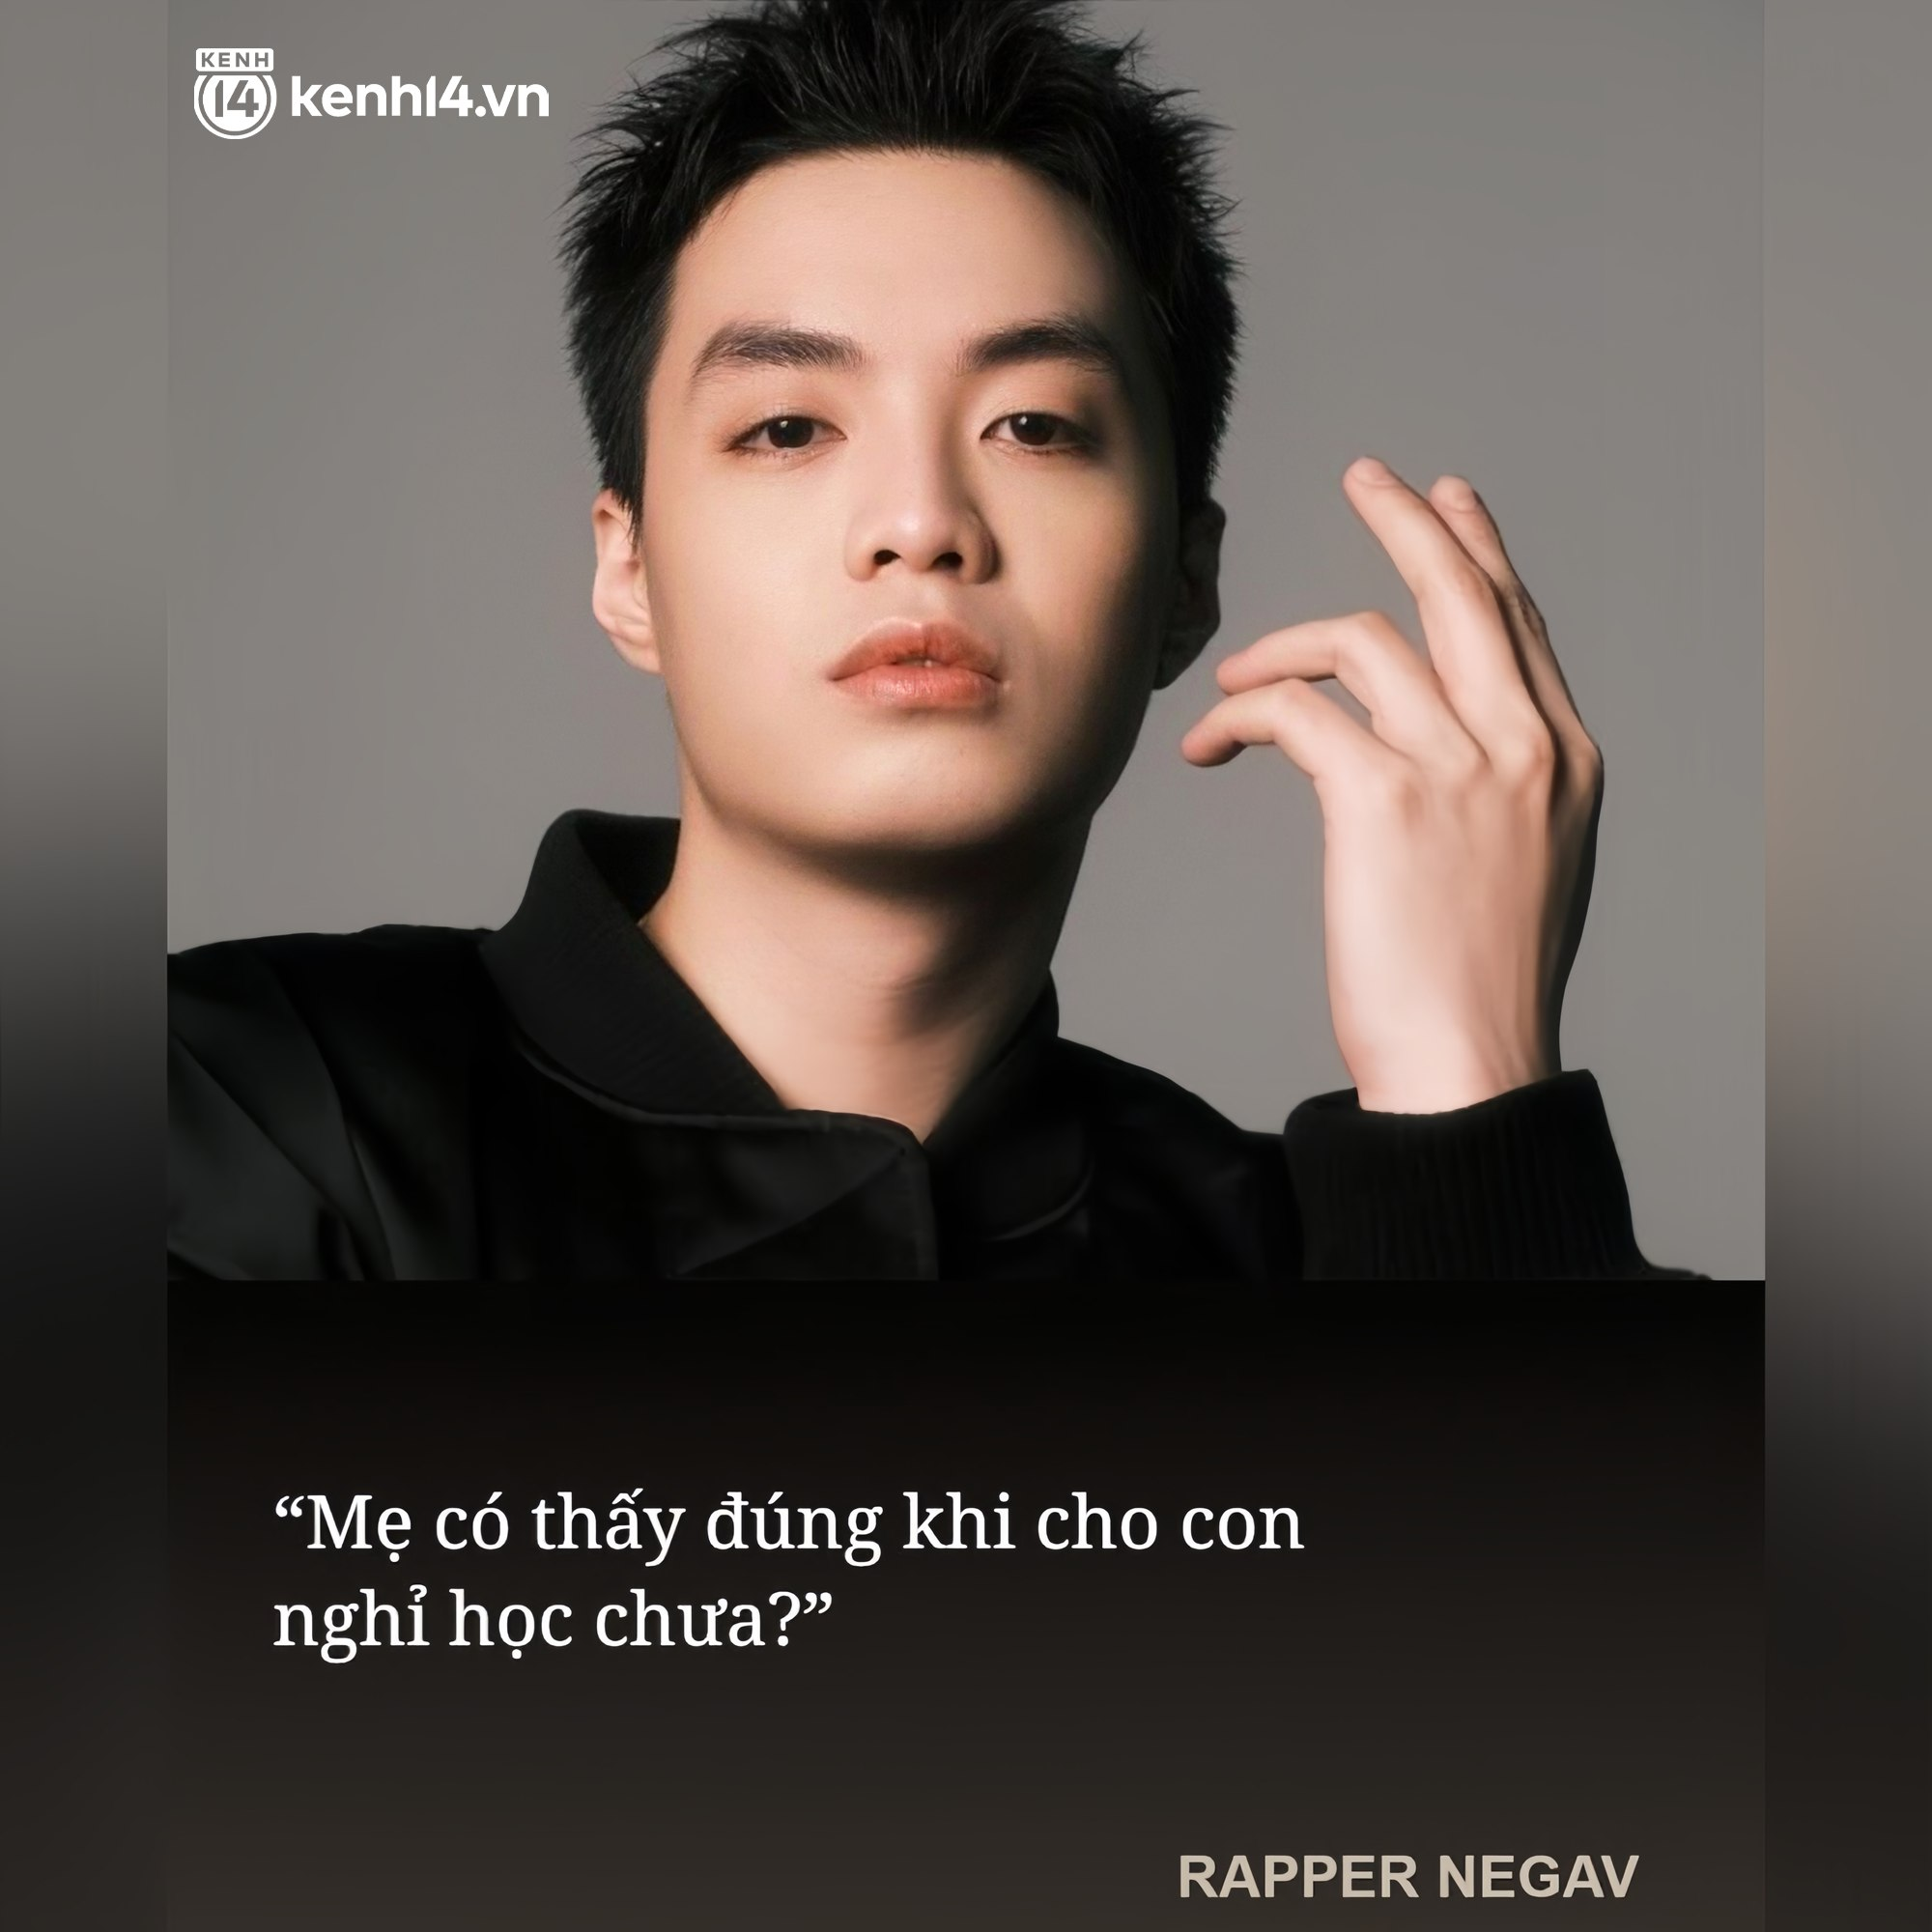 KENH
14 kenh14.vn
“Mẹ có thấy đúng khi cho con
nghỉ học chưa?”
RAPPER NEGAV